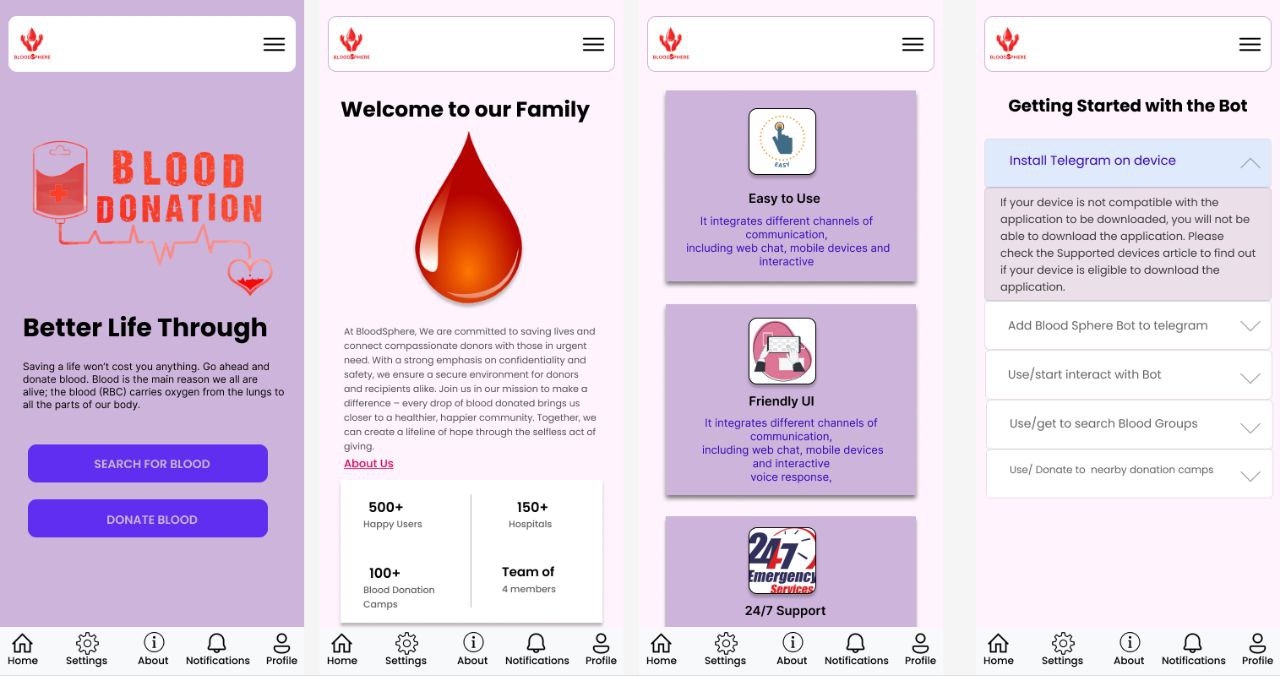 BLOODSPHERE
BLOOD
DONATION
Better Life Through
Saving a life won't cost you anything. Go ahead and
donate blood. Blood is the main reason we all are
alive; the blood (RBC) carries oxygen from the lungs to
all the parts of our body.
SEARCH FOR BLOOD
DONATE BLOOD
Home
Settings
About
Notifications
Profile
BLOODSPHERE
Welcome to our Family
At BloodSphere, We are committed to saving lives and
connect compassionate donors with those in urgent
need. With a strong emphasis on confidentiality and
safety, we ensure a secure environment for donors
and recipients alike. Join us in our mission to make a
difference – every drop of blood donated brings us
closer to a healthier, happier community. Together, we
can create a lifeline of hope through the selfless act of
giving.
About Us
500+
Happy Users
150+
Hospitals
100+
Blood Donation
Camps
Team of
4 members
Home
Settings
About
Notifications
Profile
BLOODSPHERE
EASY
Easy to Use
It integrates different channels of
communication,
including web chat, mobile devices and
interactive
Friendly UI
It integrates different channels of
communication,
including web chat, mobile devices
and interactive
voice response,
24/7
Emergency
Services
24/7 Support
Home
Settings
About
Notifications
Profile
BLOODSPHERE
Getting Started with the Bot
Install Telegram on device
If your device is not compatible with the
application to be downloaded, you will not be
able to download the application. Please
check the Supported devices article to find out
if your device is eligible to download the
application.
Add Blood Sphere Bot to telegram
Use/start interact with Bot
Use/get to search Blood Groups
Use/ Donate to nearby donation camps
Home
Settings
About
Notifications
Profile